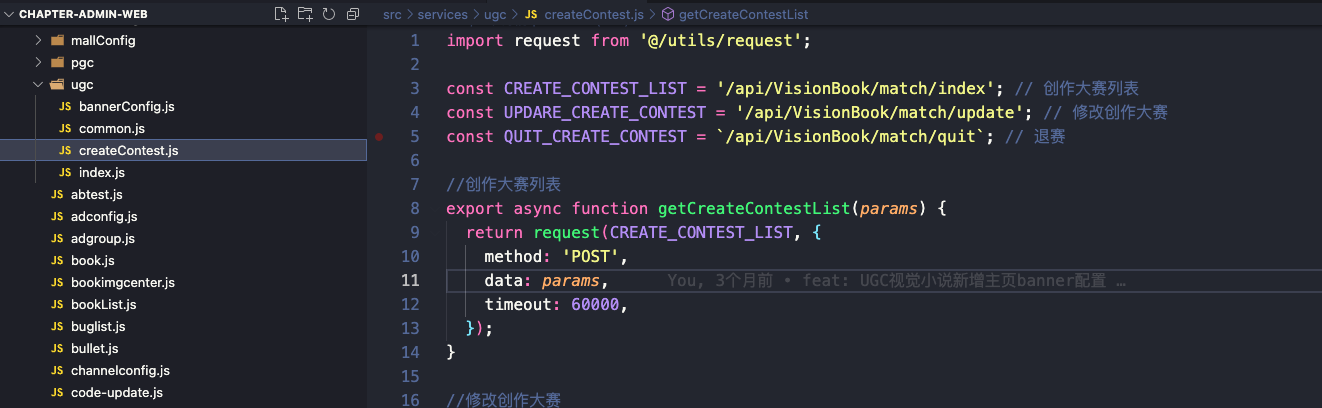 CHAPTER-ADMIN-WEB
mallConfig
pgc
ugc
JS bannerConfig.js
JS common.js
JS createContest.js
JS index.js
JS abtest.js
JS adconfig.js
JS adgroup.js
JS book.js
JS bookimgcenter.js
JS bookList.js
JS buglist.js
JS bullet.js
JS channelconfig.js
JS code-update.js
src > services > ugc > JS createContest.js > getCreateContestList
1 import request from '@/utils/request';
2
3 const CREATE_CONTEST_LIST = '/api/VisionBook/match/index'; // 创作大赛列表
4 const UPDARE_CREATE_CONTEST = '/api/VisionBook/match/update'; // 修改创作大赛
5 const QUIT_CREATE_CONTEST = `/api/VisionBook/match/quit`; // 退赛
6
7 //创作大赛列表
8 export async function getCreateContestList(params) {
9 return request(CREATE_CONTEST_LIST, {
10 method: 'POST',
11 data: params, You, 3个月前 • feat: UGC视觉小说新增主页banner配置 …
12 timeout: 60000,
13 });
14 }
15
16 //修改创作大赛